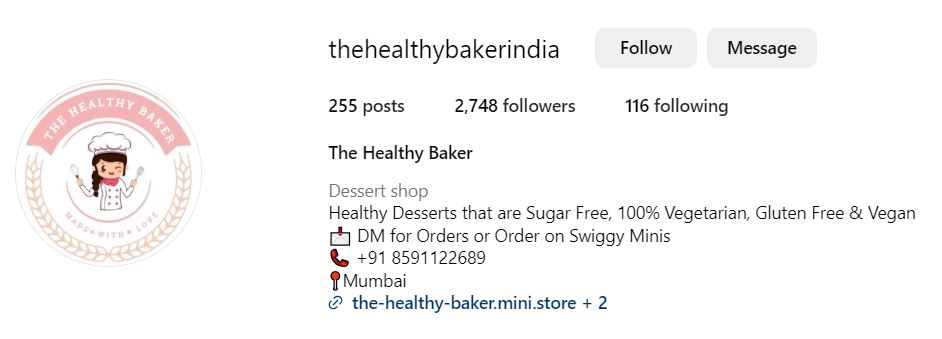 THE HEALTHY BAKER
MADE WITH LOVE
thehealthybakerindia
Follow
Message
255 posts
2,748 followers
116 following
The Healthy Baker
Dessert shop
Healthy Desserts that are Sugar Free, 100% Vegetarian, Gluten Free & Vegan
📩 DM for Orders or Order on Swiggy Minis
📞 +91 8591122689
📍Mumbai
the-healthy-baker.mini.store + 2